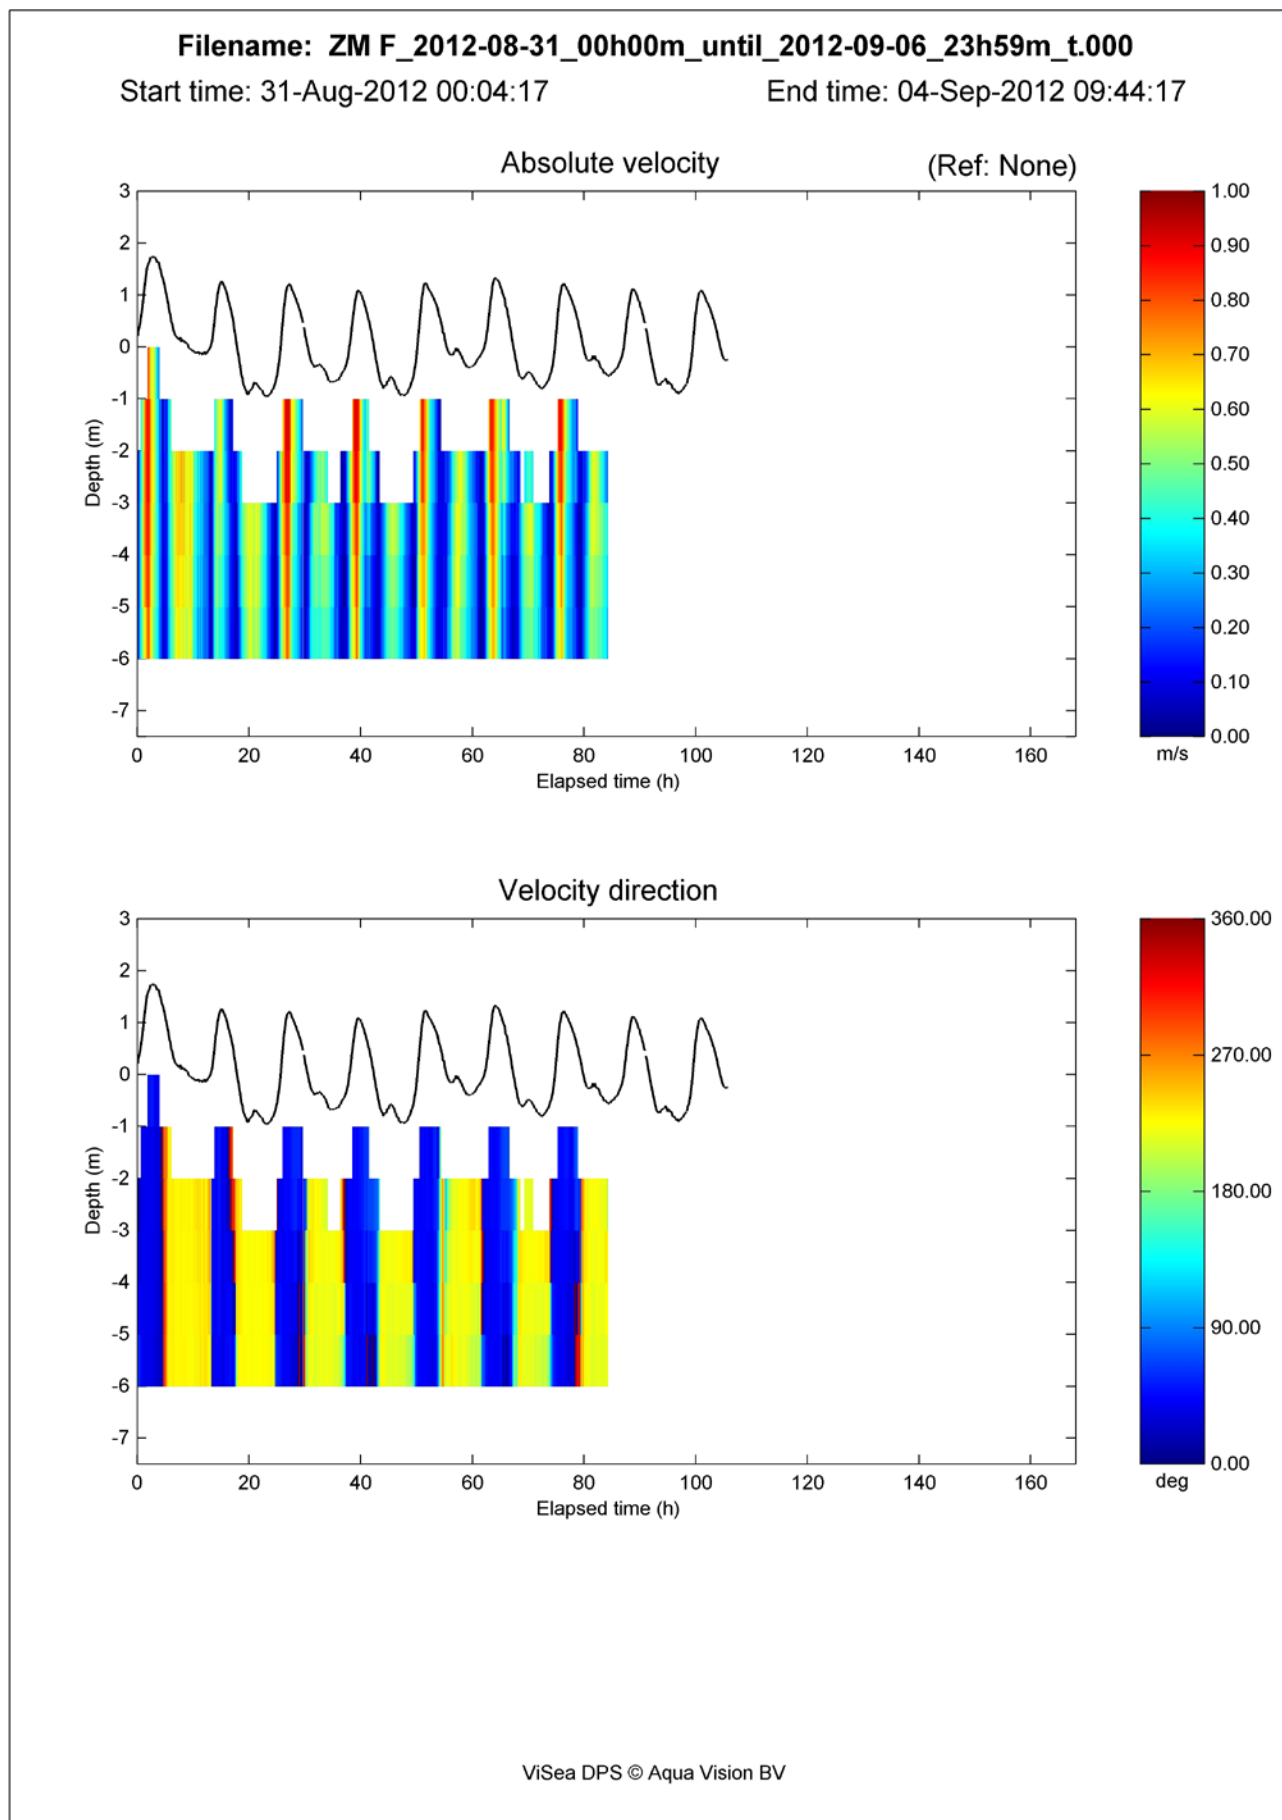 Filename: ZM F_2012-08-31_00h00m_until_2012-09-06_23h59m_t.000
Start time: 31-Aug-2012 00:04:17 End time: 04-Sep-2012 09:44:17
Absolute velocity (Ref: None)
3
2
1
0
-1
-2
-3
-4
-5
-6
-7
Depth (m)
0 20 40 60 80 100 120 140 160
Elapsed time (h)
1.00
0.90
0.80
0.70
0.60
0.50
0.40
0.30
0.20
0.10
0.00
m/s
Velocity direction
3
2
1
0
-1
-2
-3
-4
-5
-6
-7
Depth (m)
0 20 40 60 80 100 120 140 160
Elapsed time (h)
360.00
270.00
180.00
90.00
0.00
deg
ViSea DPS © Aqua Vision BV